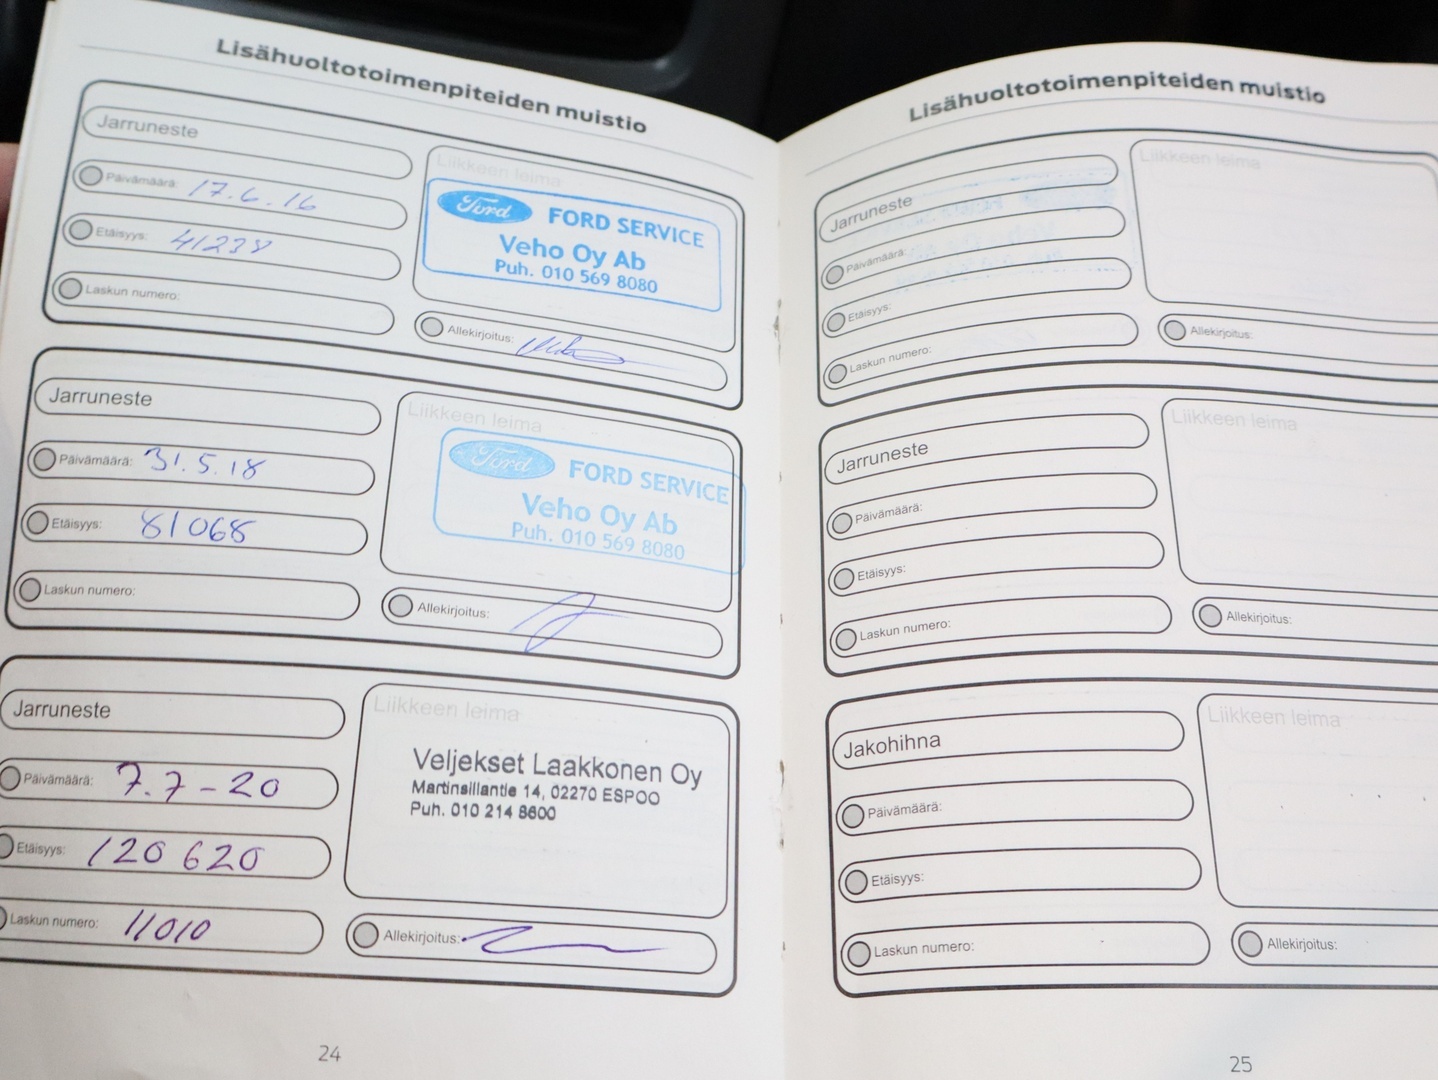 Lisähuoltotoimenpiteiden muistio
Jarruneste
Päivämäärä: 17.6.16
Etäisyys: 41238
Laskun numero:
Liikkeen leima
Ford FORD SERVICE
Veho Oy Ab
Puh. 010 569 8080
Allekirjoitus:
Jarruneste
Päivämäärä: 31.5.18
Etäisyys: 81068
Laskun numero:
Liikkeen leima
Ford FORD SERVICE
Veho Oy Ab
Puh. 010 569 8080
Allekirjoitus:
Jarruneste
Päivämäärä: 7.7-20
Etäisyys: 120 620
Laskun numero: 11010
Liikkeen leima
Veljekset Laakkonen Oy
Martinsillantie 14, 02270 ESPOO
Puh. 010 214 8600
Allekirjoitus:
24
Lisähuoltotoimenpiteiden muistio
Jarruneste
Päivämäärä:
Etäisyys:
Laskun numero:
Liikkeen leima
Allekirjoitus:
Jarruneste
Päivämäärä:
Etäisyys:
Laskun numero:
Liikkeen leima
Allekirjoitus:
Jakohihna
Päivämäärä:
Etäisyys:
Laskun numero:
Liikkeen leima
Allekirjoitus:
25